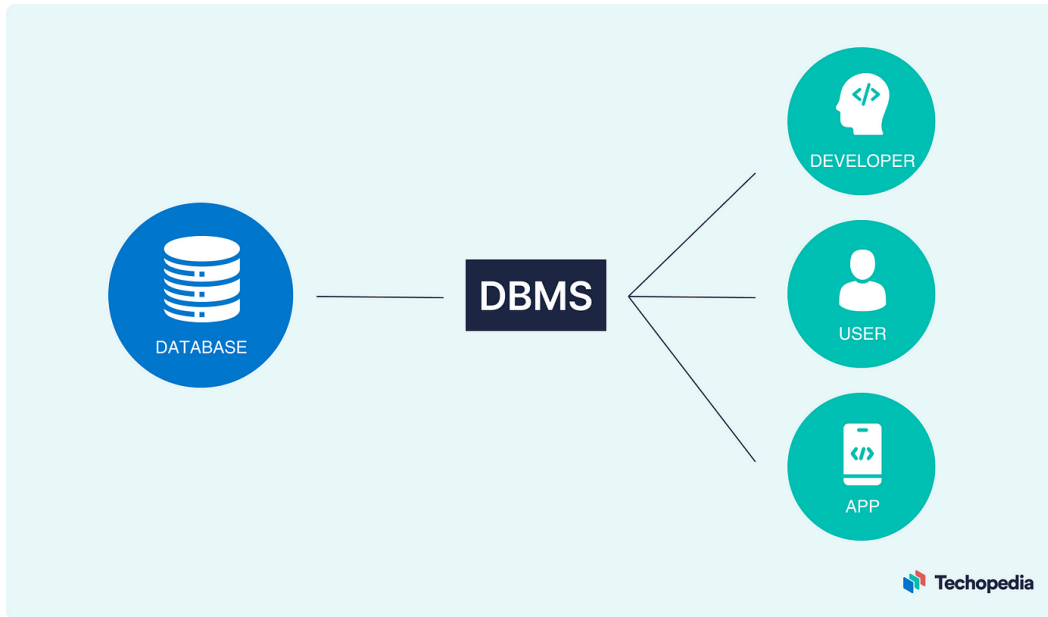 DATABASE
DBMS
</>
DEVELOPER
USER
</>
APP
Techopedia